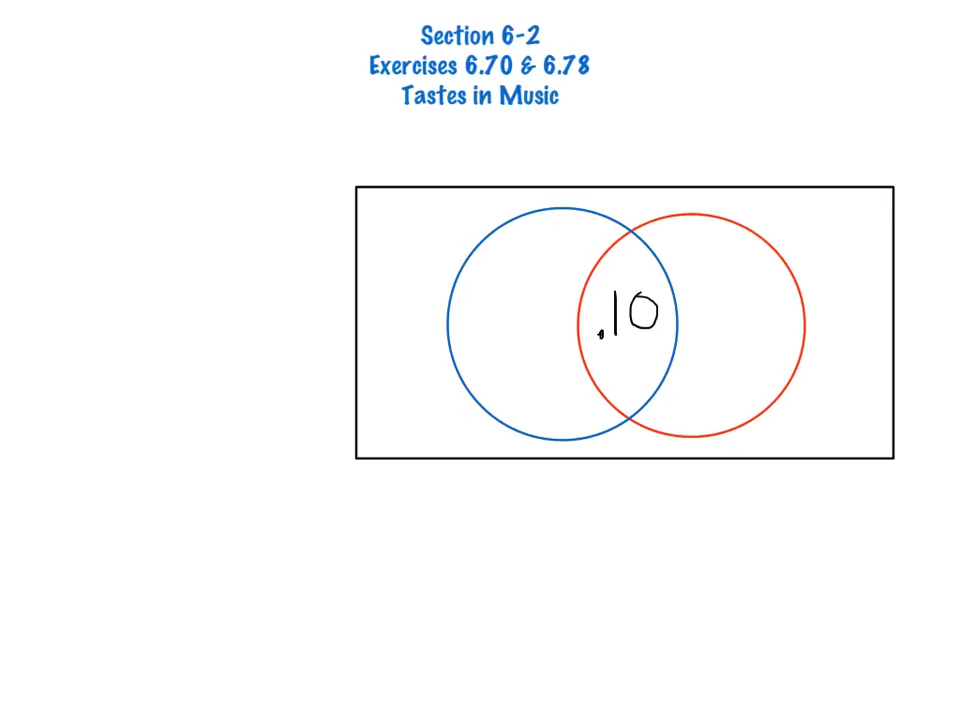 Section 6-2
Exercises 6.70 & 6.78
Tastes in Music
.10